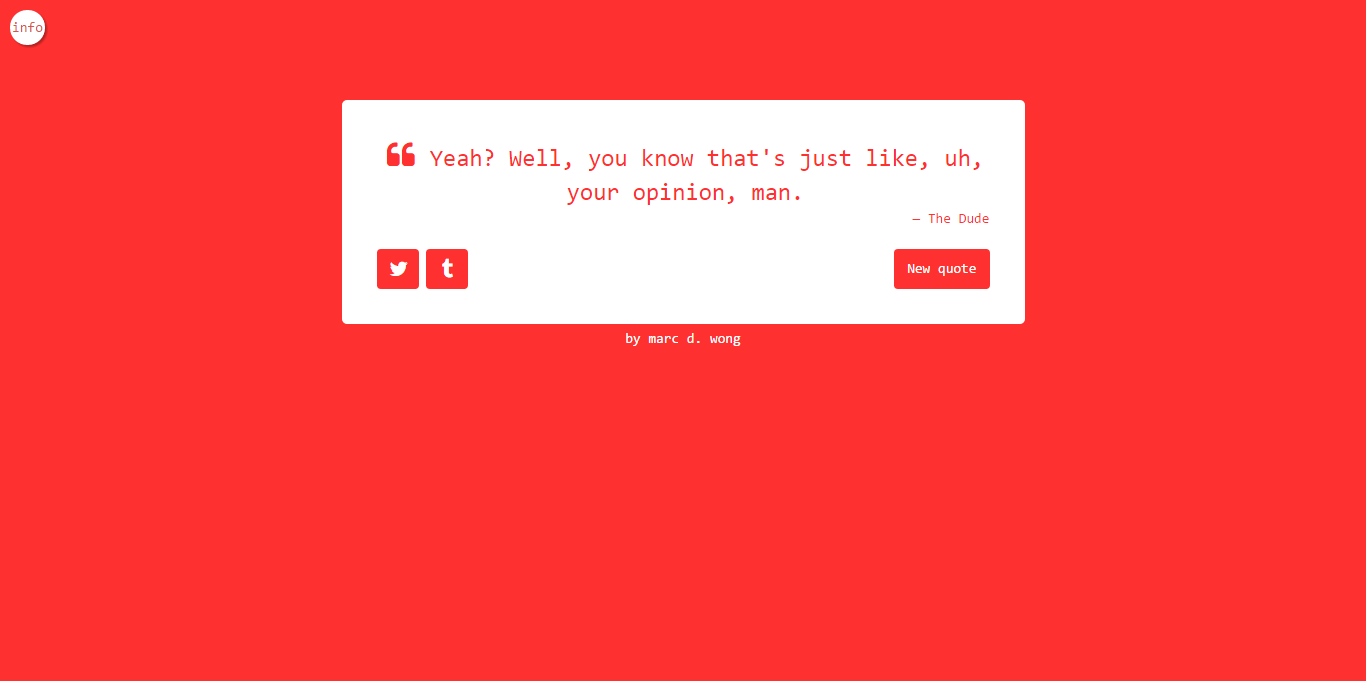 info
“ Yeah? Well, you know that's just like, uh,
your opinion, man.
— The Dude
New quote
by marc d. wong